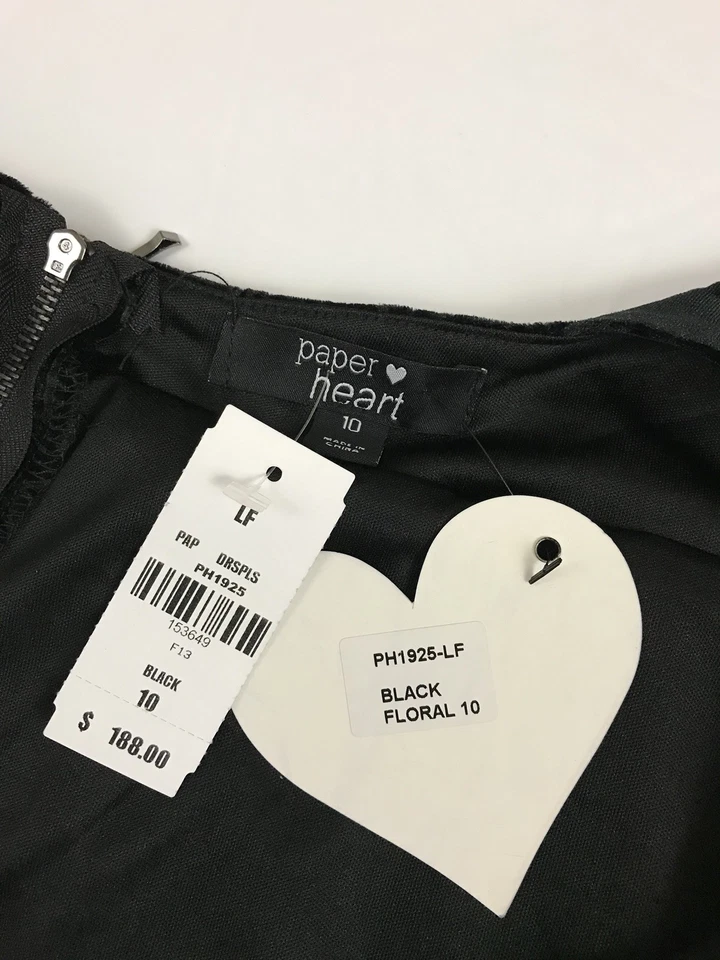 paper
heart
10
MADE IN
CHINA
LF
PAP DRSPLS
PH1925
153649
F13
BLACK
10
$ 188.00
PH1925-LF
BLACK
FLORAL 10